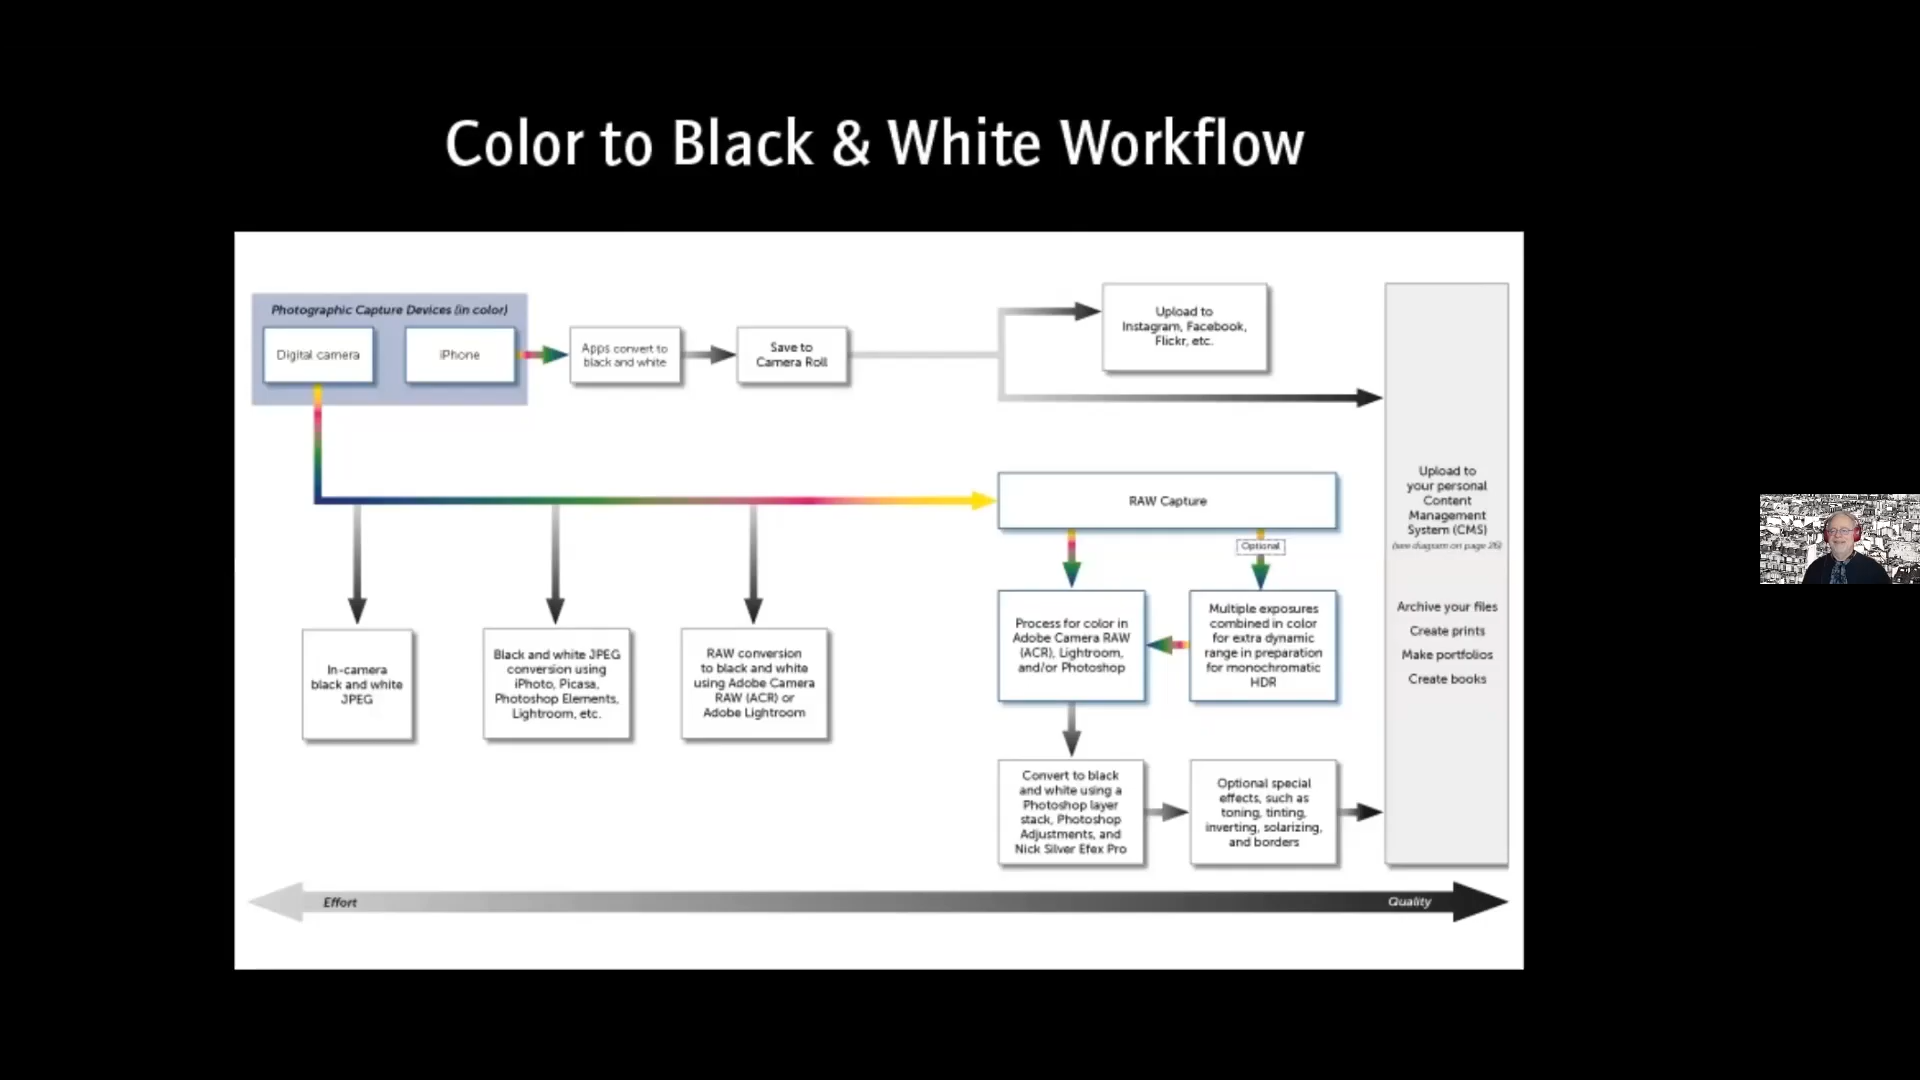 Color to Black & White Workflow
Photographic Capture Devices (in color)
Digital camera
iPhone
Apps convert to
black and white
Save to
Camera Roll
Upload to
Instagram, Facebook,
Flickr, etc.
RAW Capture
Optional
In-camera
black and white
JPEG
Black and white JPEG
conversion using
iPhoto, Picasa,
Photoshop Elements,
Lightroom, etc.
RAW conversion
to black and white
using Adobe Camera
RAW (ACR) or
Adobe Lightroom
Process for color in
Adobe Camera RAW
(ACR), Lightroom,
and/or Photoshop
Multiple exposures
combined in color
for extra dynamic
range in preparation
for monochromatic
HDR
Convert to black
and white using a
Photoshop layer
stack, Photoshop
Adjustments, and
Nick Silver Efex Pro
Optional special
effects, such as
toning, tinting,
inverting, solarizing,
and borders
Upload to
your personal
Content
Management
System (CMS)
(see diagram on page 26)
Archive your files
Create prints
Make portfolios
Create books
Effort
Quality